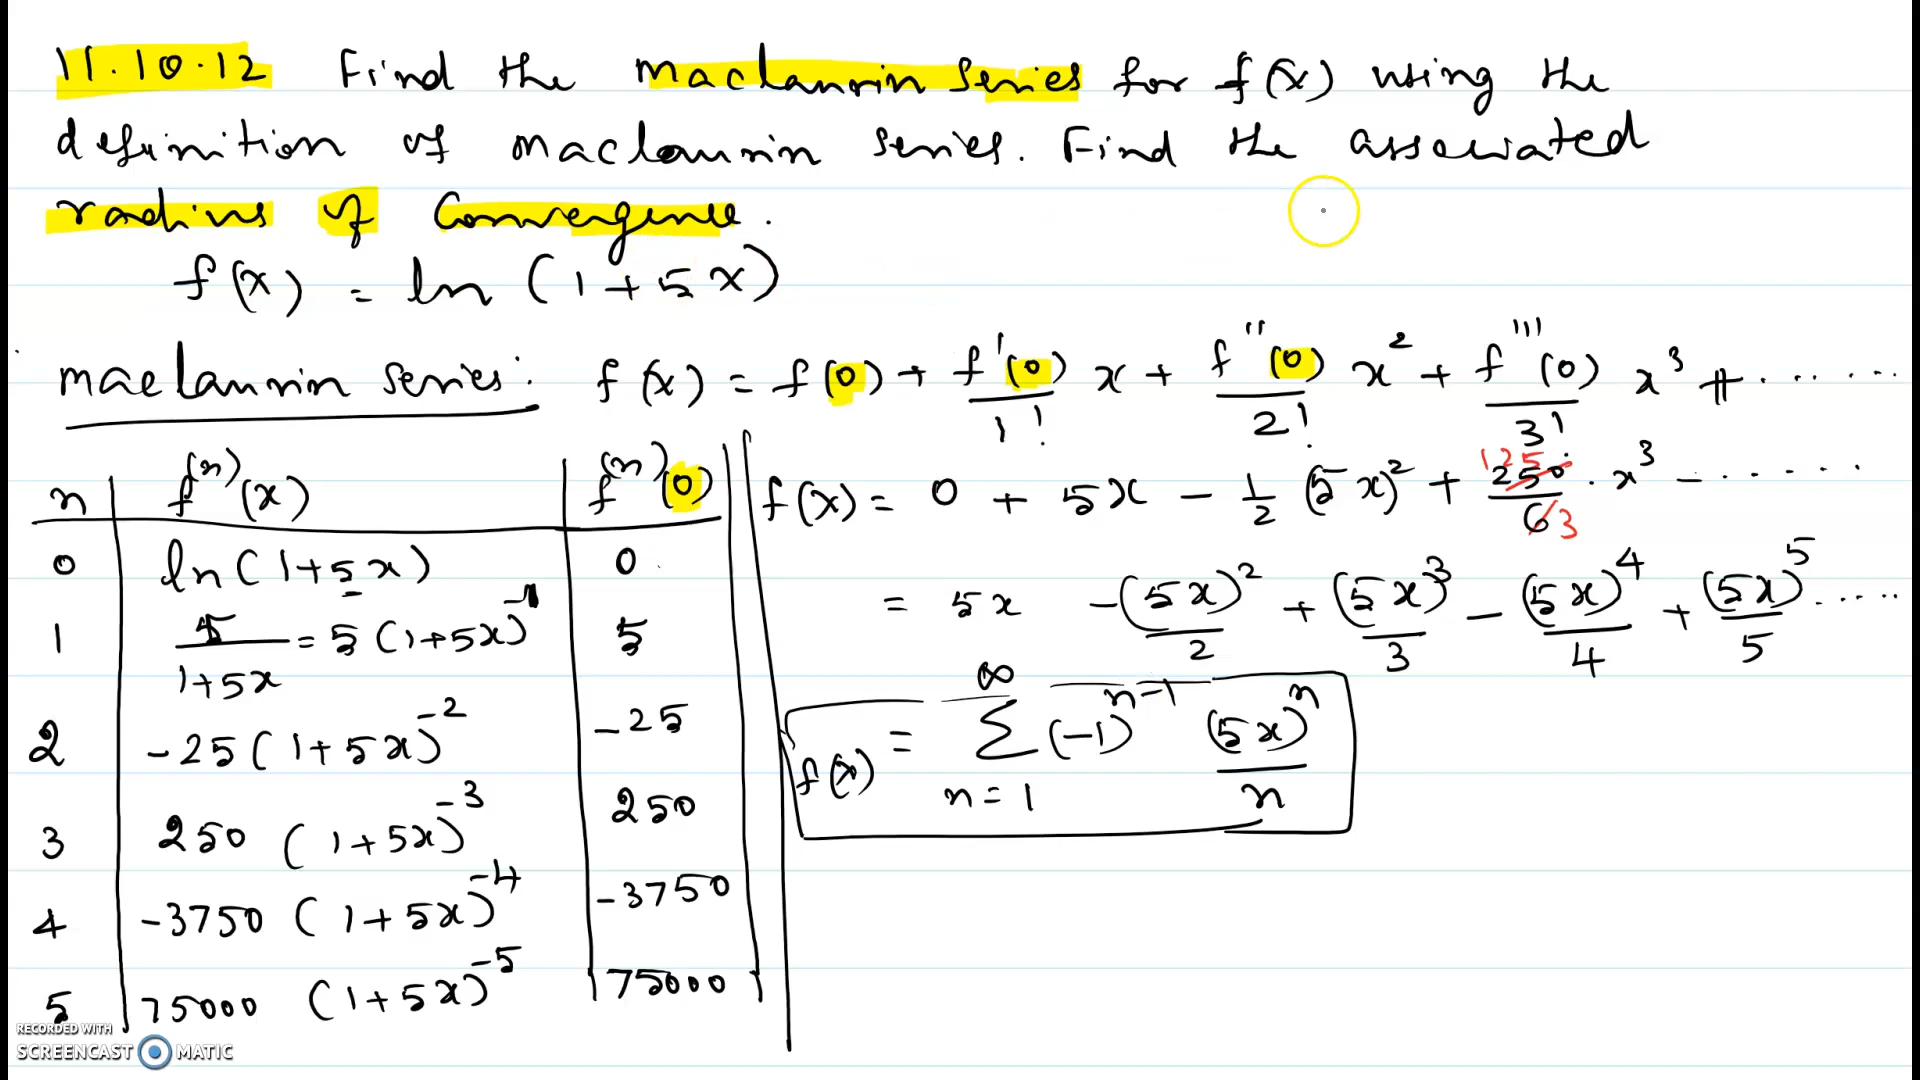 11.10.12 Find the maclaurin series for f(x) using the
definition of maclaurin series. Find the associated
radius of Convergence.
f(x) = ln (1+5x)
maclaurin series: f(x) = f(0) + f'(0)/1! x + f''(0)/2! x² + f'''(0)/3! x³ + ......
n | f⁽ⁿ⁾(x) | f⁽ⁿ⁾(0)
0 | ln(1+5x) | 0
1 | 5/(1+5x) = 5(1+5x)⁻¹ | 5
2 | -25(1+5x)⁻² | -25
3 | 250 (1+5x)⁻³ | 250
4 | -3750 (1+5x)⁻⁴ | -3750
5 | 75000 (1+5x)⁻⁵ | 75000
f(x) = 0 + 5x - 1/2 (5x)² + 250/6 · x³ - ......
125
3
= 5x - (5x)²/2 + (5x)³/3 - (5x)⁴/4 + (5x)⁵/5 .....
f(x) = ∞ Σ n=1 (-1)ⁿ⁻¹ (5x)ⁿ/n
RECORDED WITH
SCREENCAST MATIC